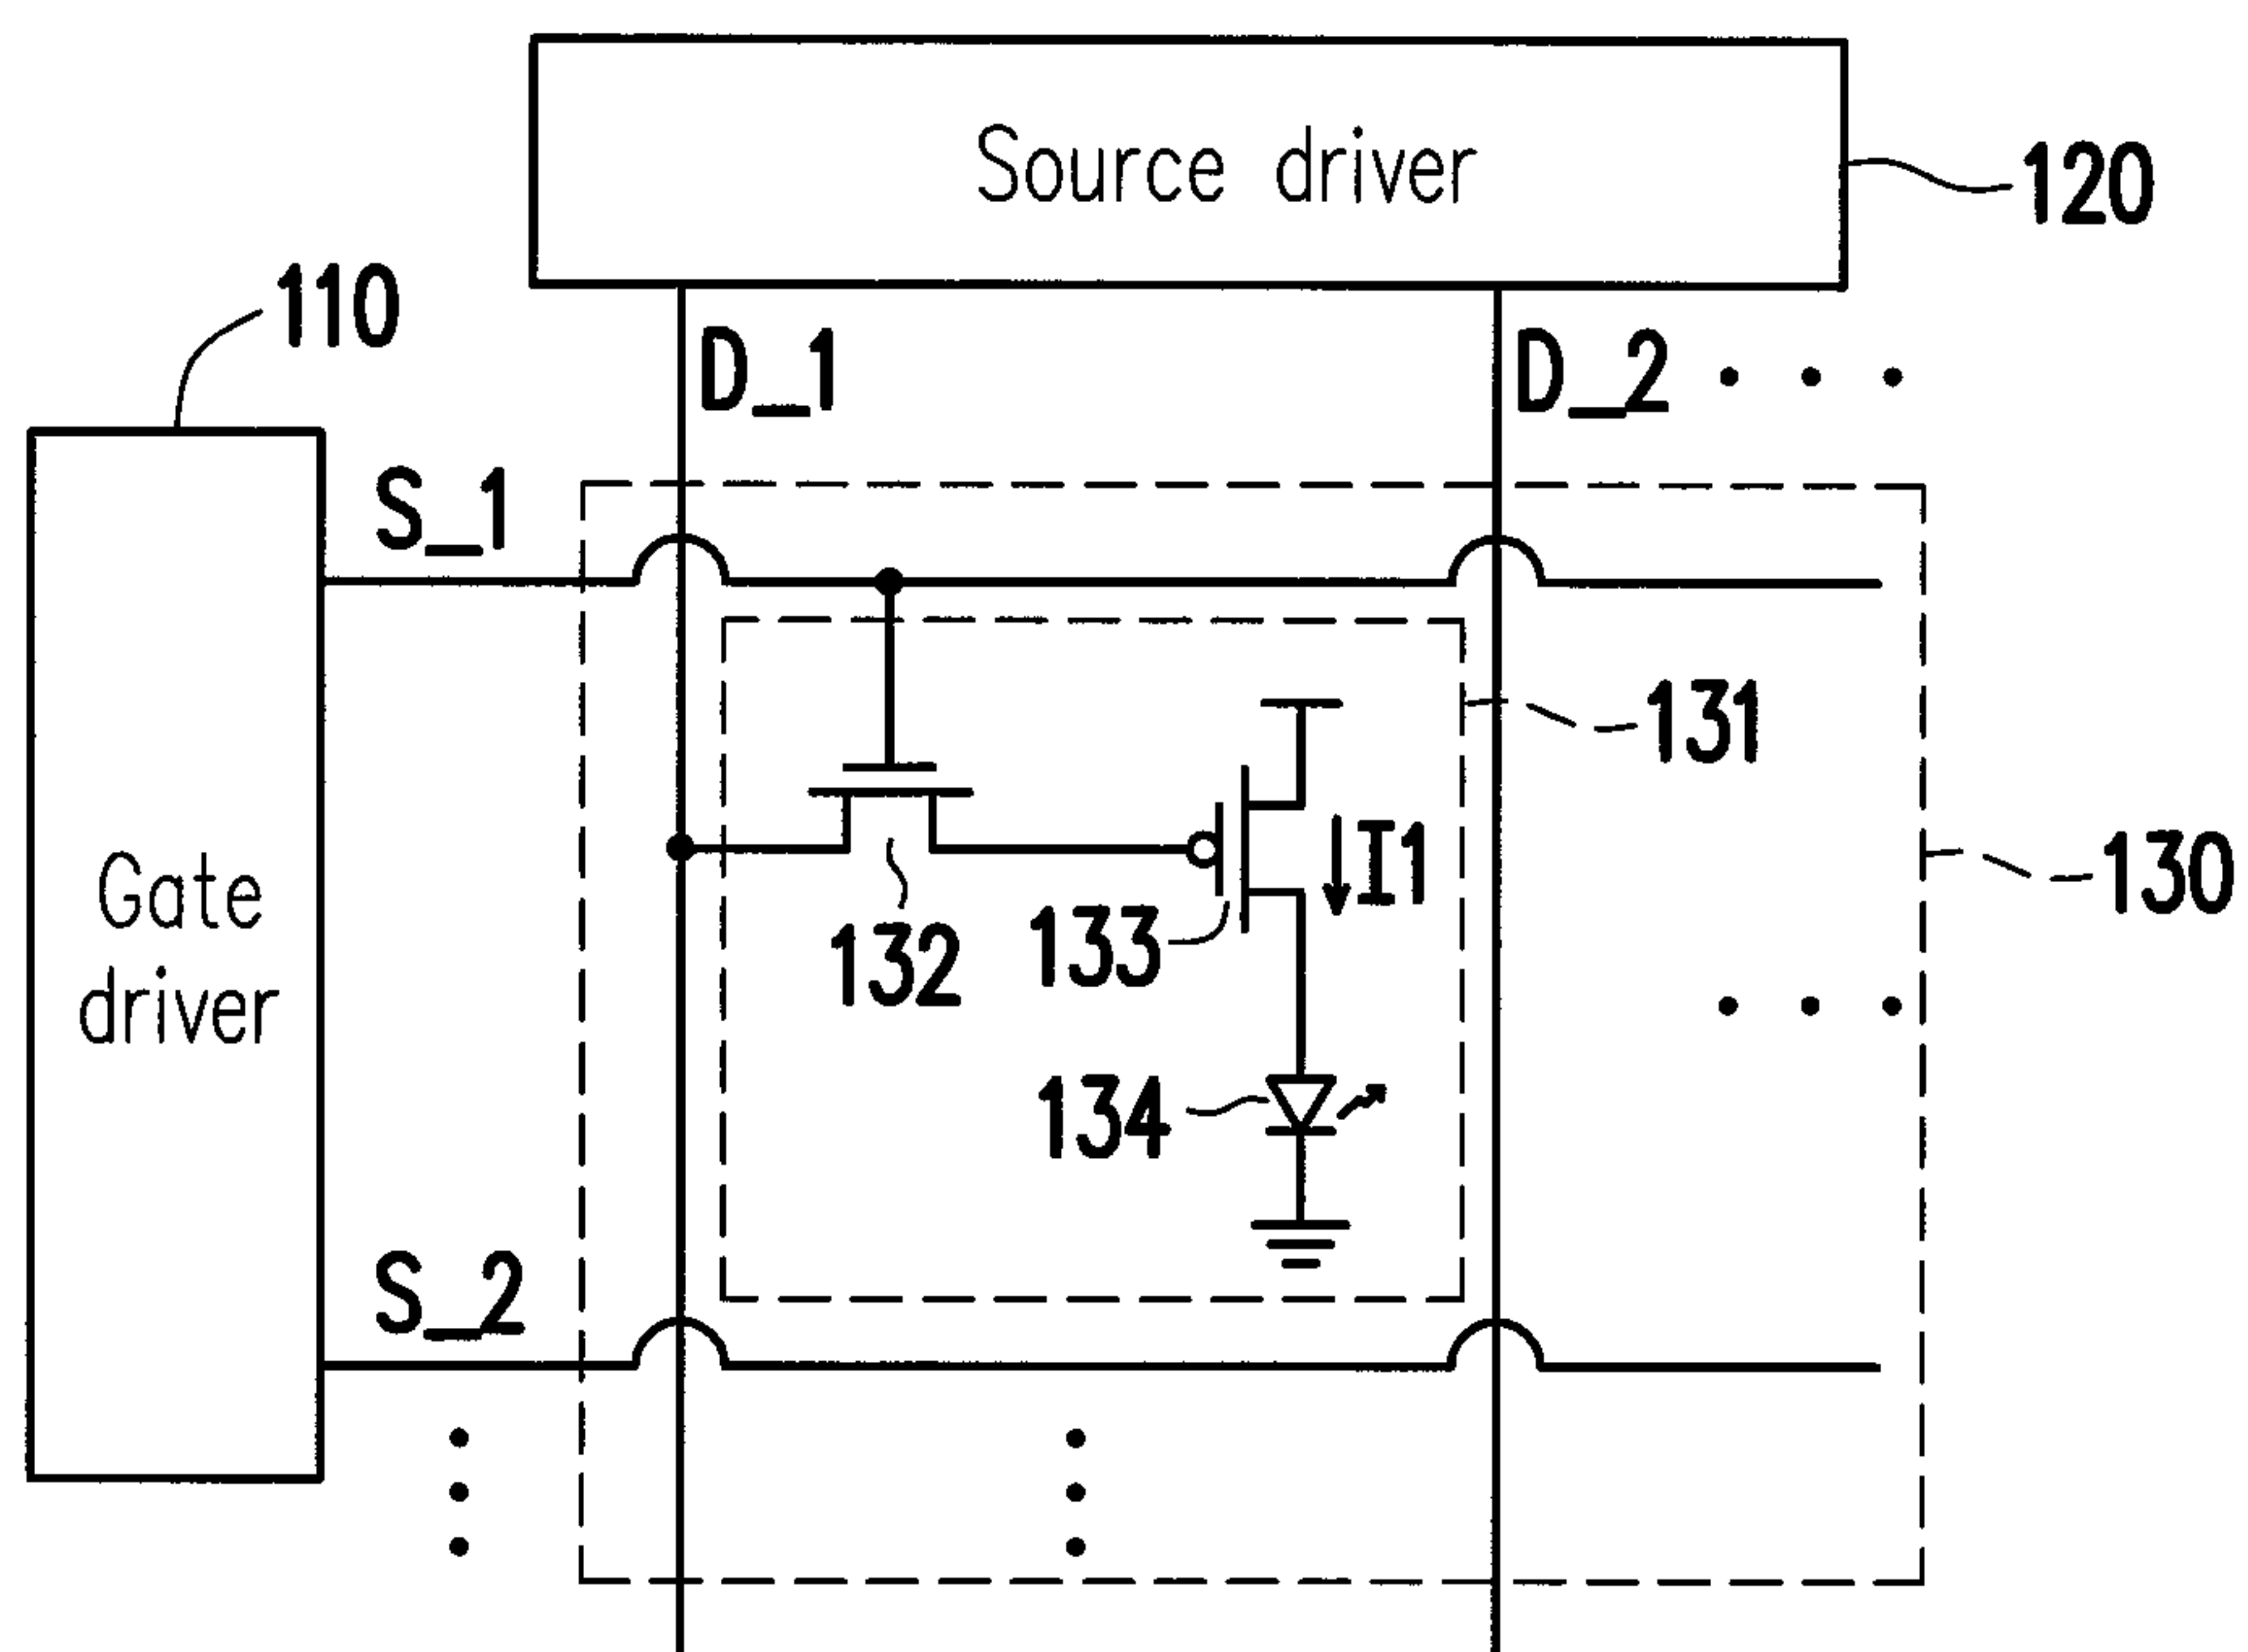 Source driver
120
110
D_1
D_2
S_1
131
I1
130
Gate
driver
133
132
134
S_2